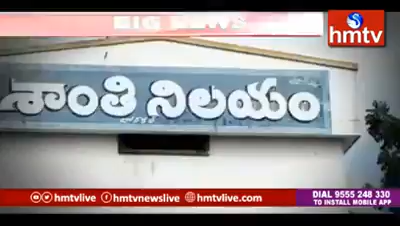 BIG NEWS
hmtv
శాంతి నిలయం
hmtvlive
hmtvnewslive
hmtvlive.com
DIAL 9555 248 330
TO INSTALL MOBILE APP